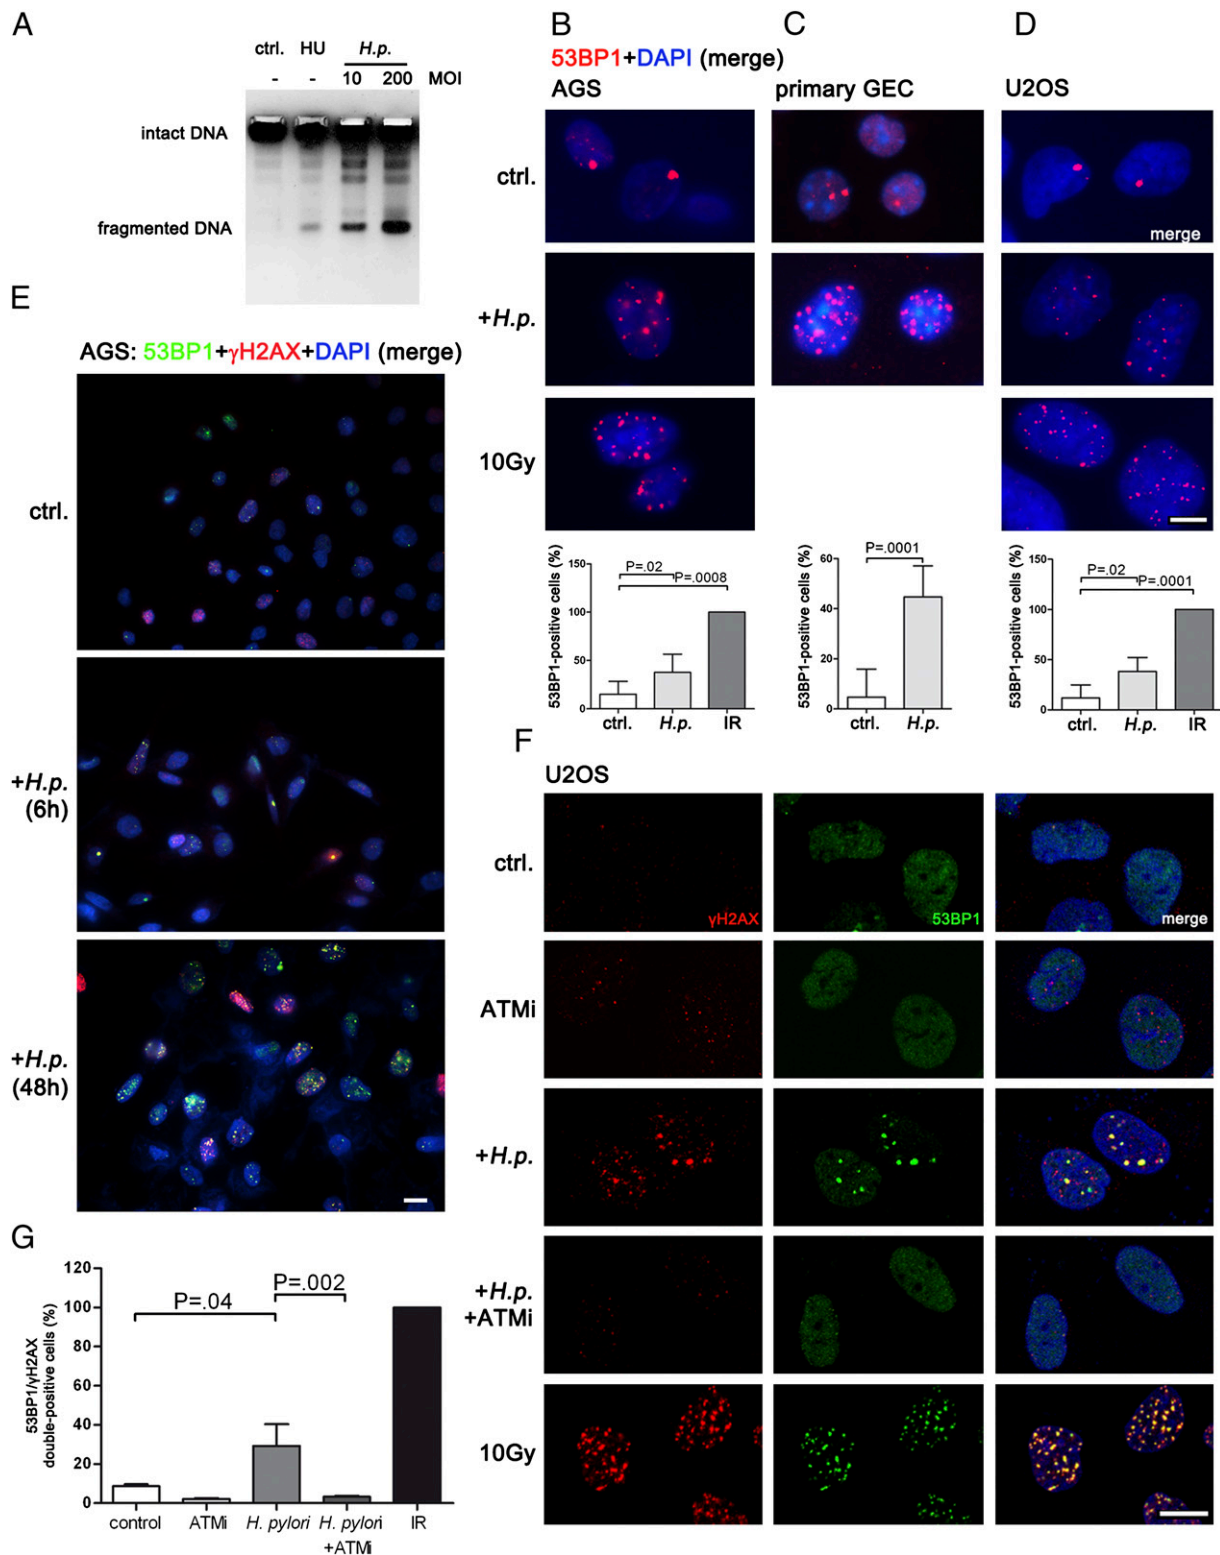 A
ctrl. HU H.p.
- - 10 200 MOI
intact DNA
fragmented DNA
B
C
D
53BP1+DAPI (merge)
AGS
primary GEC
U2OS
ctrl.
merge
+H.p.
10Gy
53BP1-positive cells (%)
150
100
50
0
P=.02
P=.0008
ctrl. H.p. IR
53BP1-positive cells (%)
60
40
20
0
P=.0001
ctrl. H.p.
53BP1-positive cells (%)
150
100
50
0
P=.02
P=.0001
ctrl. H.p. IR
E
AGS: 53BP1+γH2AX+DAPI (merge)
ctrl.
+H.p.
(6h)
+H.p.
(48h)
F
U2OS
ctrl.
γH2AX
53BP1
merge
ATMi
+H.p.
+H.p.
+ATMi
10Gy
G
53BP1/γH2AX
double-positive cells (%)
120
100
80
60
40
20
0
P=.04
P=.002
control ATMi H. pylori H. pylori IR
+ATMi